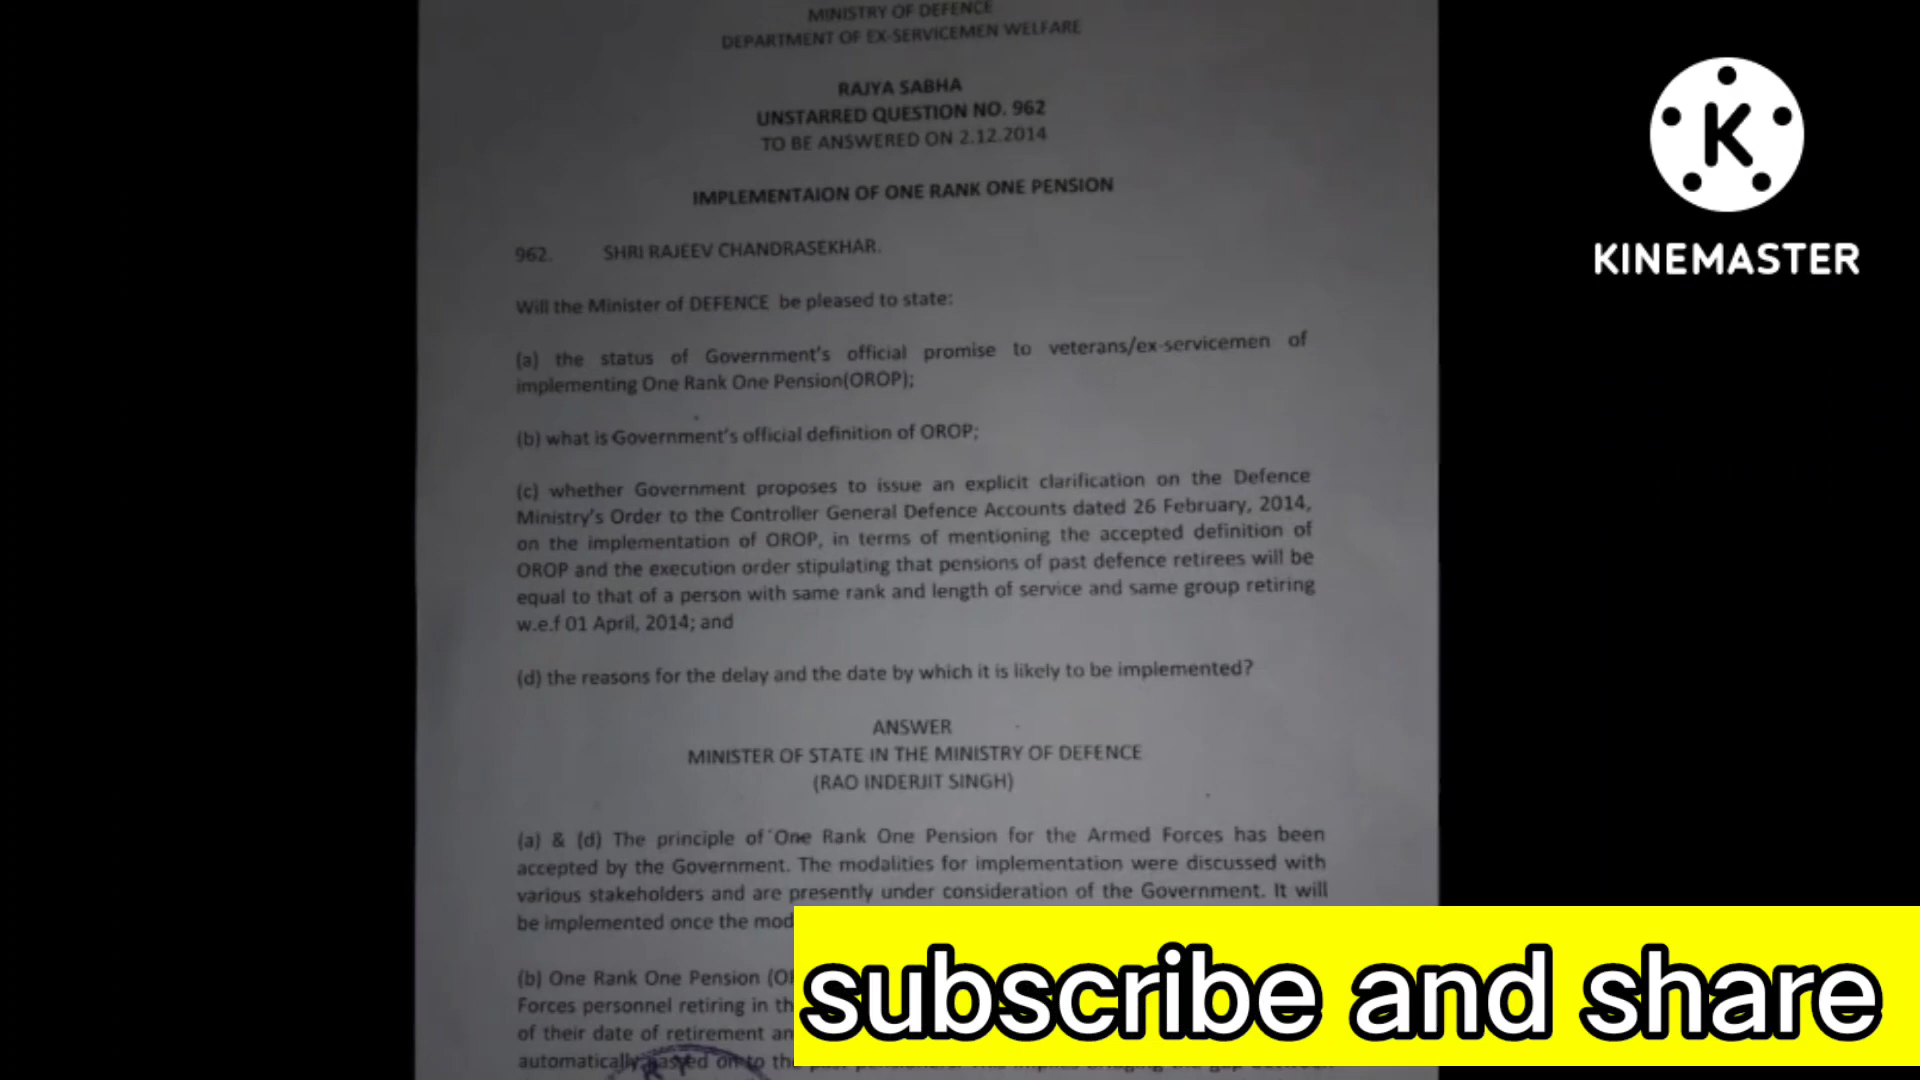 MINISTRY OF DEFENCE
DEPARTMENT OF EX-SERVICEMEN WELFARE
RAJYA SABHA
UNSTARRED QUESTION NO. 962
TO BE ANSWERED ON 2.12.2014
IMPLEMENTAION OF ONE RANK ONE PENSION
962. SHRI RAJEEV CHANDRASEKHAR.
Will the Minister of DEFENCE be pleased to state:
(a) the status of Government's official promise to veterans/ex-servicemen of
implementing One Rank One Pension(OROP);
(b) what is Government's official definition of OROP;
(c) whether Government proposes to issue an explicit clarification on the Defence
Ministry's Order to the Controller General Defence Accounts dated 26 February, 2014,
on the implementation of OROP, in terms of mentioning the accepted definition of
OROP and the execution order stipulating that pensions of past defence retirees will be
equal to that of a person with same rank and length of service and same group retiring
w.e.f 01 April, 2014; and
(d) the reasons for the delay and the date by which it is likely to be implemented?
ANSWER
MINISTER OF STATE IN THE MINISTRY OF DEFENCE
(RAO INDERJIT SINGH)
(a) & (d) The principle of One Rank One Pension for the Armed Forces has been
accepted by the Government. The modalities for implementation were discussed with
various stakeholders and are presently under consideration of the Government. It will
be implemented once the mod
(b) One Rank One Pension (O
Forces personnel retiring in th
of their date of retirement an
automatically passed on to the
K
KINEMASTER
subscribe and share